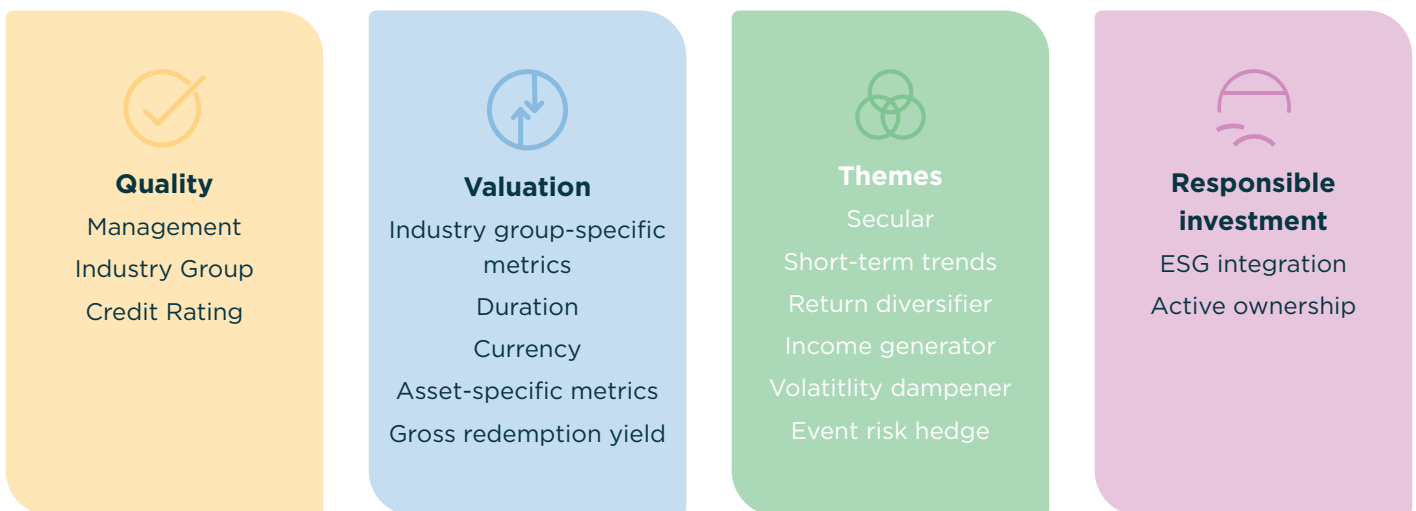 Quality
Management
Industry Group
Credit Rating
Valuation
Industry group-specific
metrics
Duration
Currency
Asset-specific metrics
Gross redemption yield
Themes
Secular
Short-term trends
Return diversifier
Income generator
Volatitlity dampener
Event risk hedge
Responsible
investment
ESG integration
Active ownership